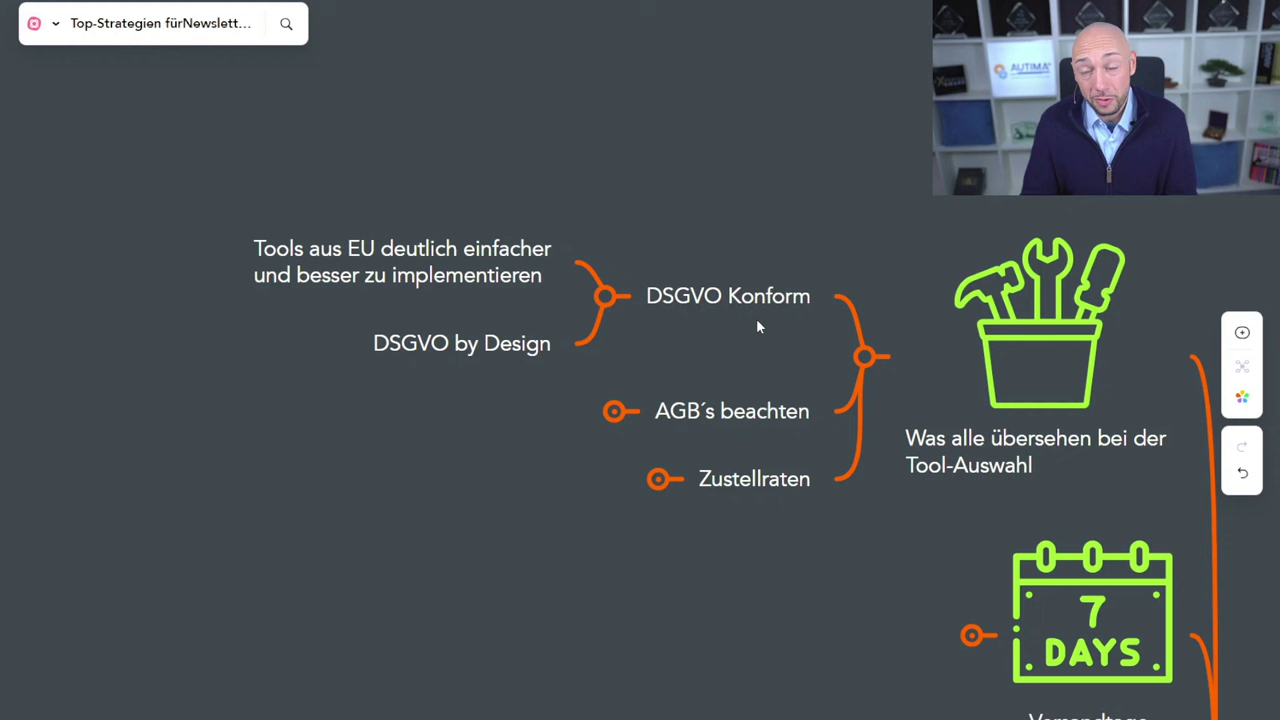 Top-Strategien fürNewslett...
AUTIMA
Tools aus EU deutlich einfacher
und besser zu implementieren
DSGVO Konform
DSGVO by Design
AGB´s beachten
Zustellraten
Was alle übersehen bei der
Tool-Auswahl
7
DAYS
Versandtage